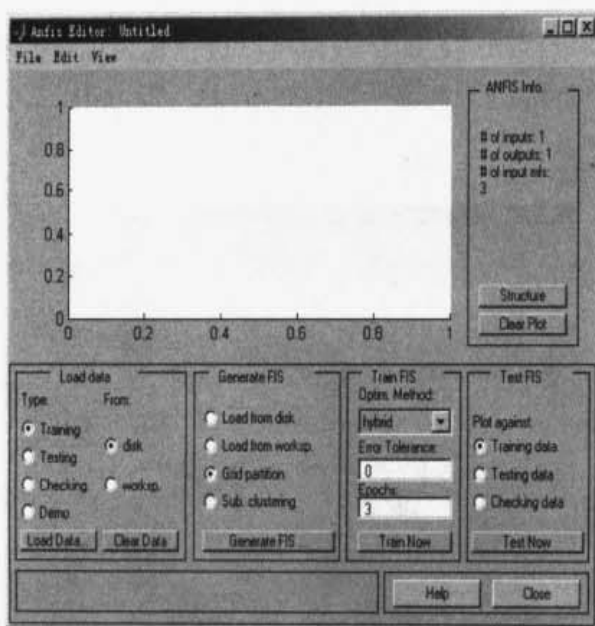 Anfis Editor: Untitled
File Edit View
ANFIS Info.
# of inputs: 1
# of outputs: 1
# of input mfs:
3
1
0.8
0.6
0.4
0.2
0
0 0.2 0.4 0.6 0.8 1
Structure
Clear Plot
Load data
Type:
From:
Training
Testing
Checking
Demo
disk
worksp.
Load Data...
Clear Data
Generate FIS
Load from disk
Load from worksp.
Grid partition
Sub. clustering
Generate FIS ...
Train FIS
Optim. Method:
hybrid
Error Tolerance:
0
Epochs:
3
Train Now
Test FIS
Plot against:
Training data
Testing data
Checking data
Test Now
Help
Close